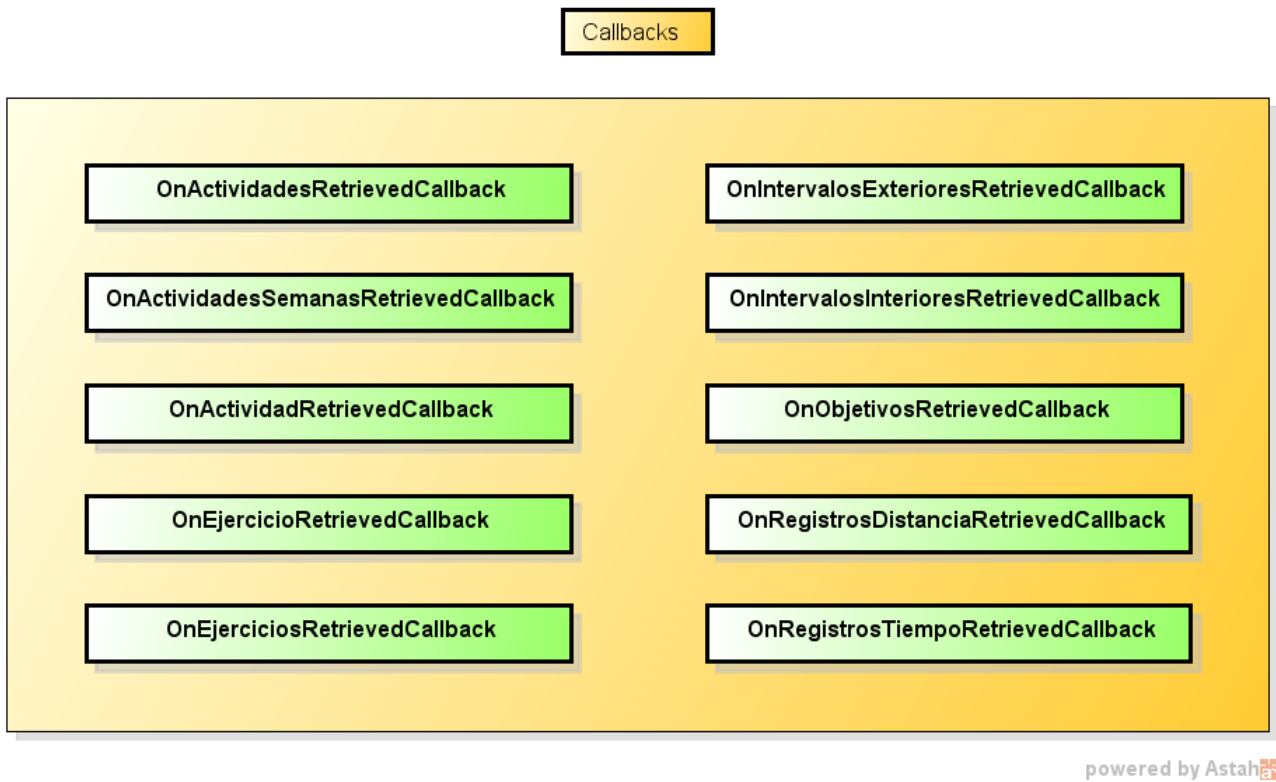 Callbacks
OnActividadesRetrievedCallback
OnActividadesSemanasRetrievedCallback
OnActividadRetrievedCallback
OnEjercicioRetrievedCallback
OnEjerciciosRetrievedCallback
OnIntervalosExterioresRetrievedCallback
OnIntervalosInterioresRetrievedCallback
OnObjetivosRetrievedCallback
OnRegistrosDistanciaRetrievedCallback
OnRegistrosTiempoRetrievedCallback
powered by Astah